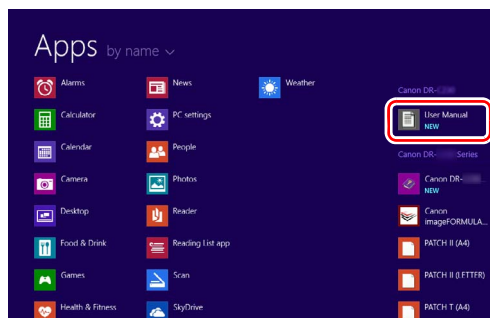 Apps by name
Alarms
Calculator
Calendar
Camera
Desktop
Food & Drink
Games
Health & Fitness
News
PC settings
People
Photos
Reader
Reading List app
Scan
SkyDrive
Weather
Canon DR-
User Manual
NEW
Canon DR- Series
Canon DR- ...
NEW
Canon
imageFORMULA...
PATCH II (A4)
PATCH II (LETTER)
PATCH T (A4)